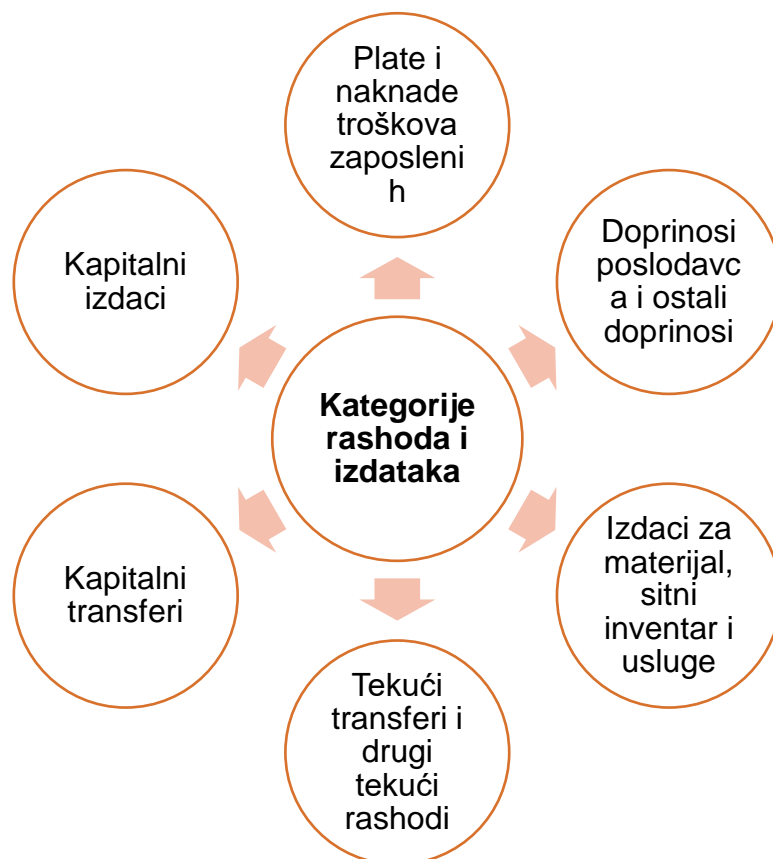 Plate i
naknade
troškova
zaposleni
h
Kapitalni
izdaci
Doprinosi
poslodavc
a i ostali
doprinosi
Kategorije
rashoda i
izdataka
Kapitalni
transferi
Izdaci za
materijal,
sitni
inventar i
usluge
Tekući
transferi i
drugi
tekući
rashodi